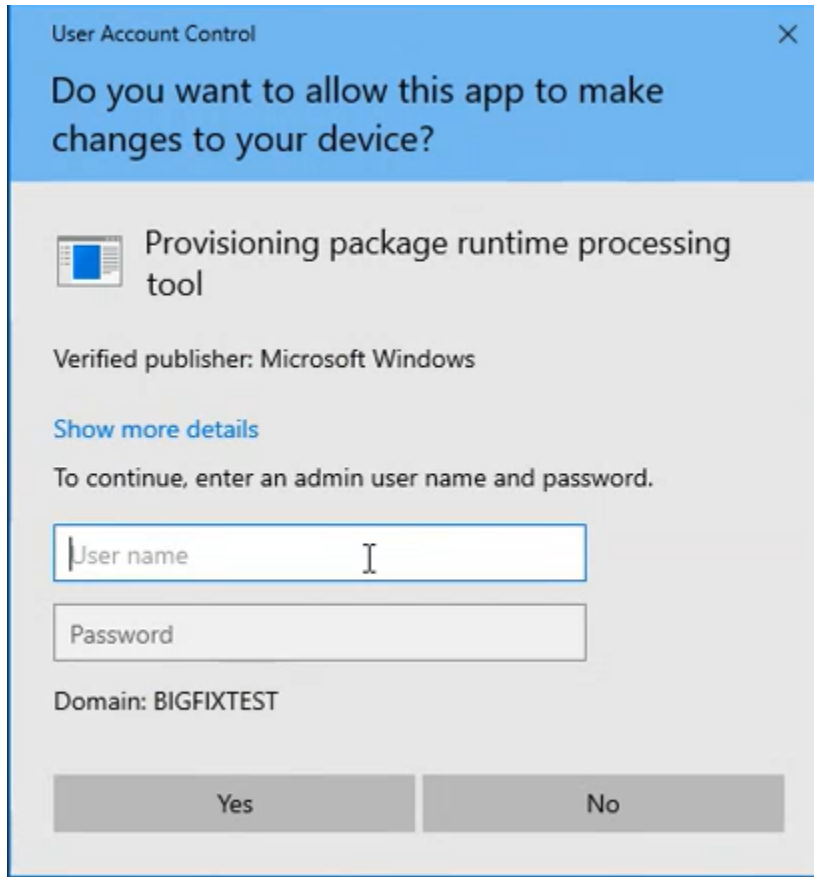 User Account Control
Do you want to allow this app to make
changes to your device?
Provisioning package runtime processing
tool
Verified publisher: Microsoft Windows
Show more details
To continue, enter an admin user name and password.
User name
Password
Domain: BIGFIXTEST
Yes
No